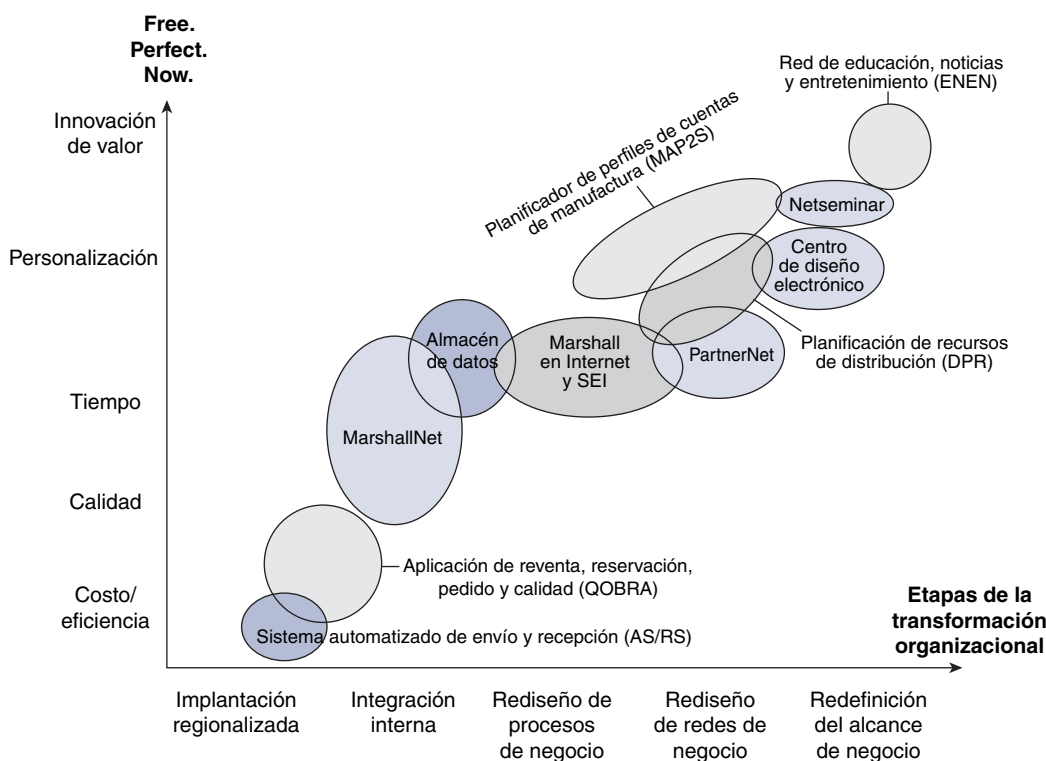 Free.
Perfect.
Now.
Innovación
de valor
Personalización
Tiempo
Calidad
Costo/
eficiencia
Red de educación, noticias
y entretenimiento (ENEN)
Planificador de perfiles de cuentas
de manufactura (MAP2S)
Netseminar
Centro
de diseño
electrónico
Planificación de recursos
de distribución (DPR)
PartnerNet
Marshall
en Internet
y SEI
Almacén
de datos
MarshallNet
Aplicación de reventa, reservación,
pedido y calidad (QOBRA)
Sistema automatizado de envío y recepción (AS/RS)
Etapas de la
transformación
organizacional
Implantación
regionalizada
Integración
interna
Rediseño de
procesos
de negocio
Rediseño
de redes de
negocio
Redefinición
del alcance
de negocio